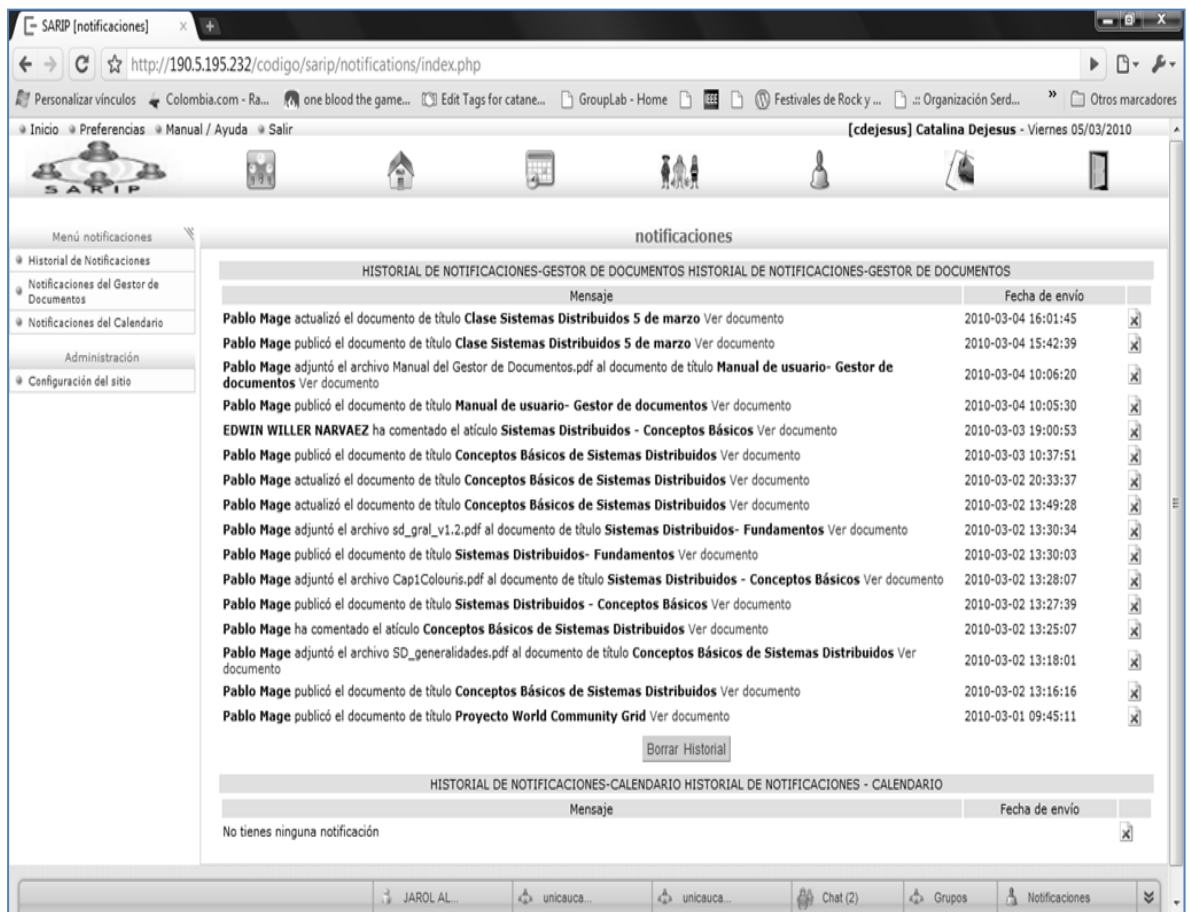 SARIP [notificaciones]
http://190.5.195.232/codigo/sarip/notifications/index.php
Personalizar vínculos Colombia.com - Ra... one blood the game... Edit Tags for catane... GroupLab - Home Festivales de Rock y ... .:: Organización Serd... » Otros marcadores
Inicio Preferencias Manual / Ayuda Salir [cdejesus] Catalina Dejesus - Viernes 05/03/2010
SARIP
Menú notificaciones
Historial de Notificaciones
Notificaciones del Gestor de
Documentos
Notificaciones del Calendario
Administración
Configuración del sitio
notificaciones
HISTORIAL DE NOTIFICACIONES-GESTOR DE DOCUMENTOS HISTORIAL DE NOTIFICACIONES-GESTOR DE DOCUMENTOS
Mensaje Fecha de envío
Pablo Mage actualizó el documento de título Clase Sistemas Distribuidos 5 de marzo Ver documento 2010-03-04 16:01:45
Pablo Mage publicó el documento de título Clase Sistemas Distribuidos 5 de marzo Ver documento 2010-03-04 15:42:39
Pablo Mage adjuntó el archivo Manual del Gestor de Documentos.pdf al documento de título Manual de usuario- Gestor de
documentos Ver documento 2010-03-04 10:06:20
Pablo Mage publicó el documento de título Manual de usuario- Gestor de documentos Ver documento 2010-03-04 10:05:30
EDWIN WILLER NARVAEZ ha comentado el atículo Sistemas Distribuidos - Conceptos Básicos Ver documento 2010-03-03 19:00:53
Pablo Mage publicó el documento de título Conceptos Básicos de Sistemas Distribuidos Ver documento 2010-03-03 10:37:51
Pablo Mage actualizó el documento de título Conceptos Básicos de Sistemas Distribuidos Ver documento 2010-03-02 20:33:37
Pablo Mage actualizó el documento de título Conceptos Básicos de Sistemas Distribuidos Ver documento 2010-03-02 13:49:28
Pablo Mage adjuntó el archivo sd_gral_v1.2.pdf al documento de título Sistemas Distribuidos- Fundamentos Ver documento 2010-03-02 13:30:34
Pablo Mage publicó el documento de título Sistemas Distribuidos- Fundamentos Ver documento 2010-03-02 13:30:03
Pablo Mage adjuntó el archivo Cap1Colouris.pdf al documento de título Sistemas Distribuidos - Conceptos Básicos Ver documento 2010-03-02 13:28:07
Pablo Mage publicó el documento de título Sistemas Distribuidos - Conceptos Básicos Ver documento 2010-03-02 13:27:39
Pablo Mage ha comentado el atículo Conceptos Básicos de Sistemas Distribuidos Ver documento 2010-03-02 13:25:07
Pablo Mage adjuntó el archivo SD_generalidades.pdf al documento de título Conceptos Básicos de Sistemas Distribuidos Ver
documento 2010-03-02 13:18:01
Pablo Mage publicó el documento de título Conceptos Básicos de Sistemas Distribuidos Ver documento 2010-03-02 13:16:16
Pablo Mage publicó el documento de título Proyecto World Community Grid Ver documento 2010-03-01 09:45:11
Borrar Historial
HISTORIAL DE NOTIFICACIONES-CALENDARIO HISTORIAL DE NOTIFICACIONES - CALENDARIO
Mensaje Fecha de envío
No tienes ninguna notificación
JAROL AL... unicauca... unicauca... Chat (2) Grupos Notificaciones